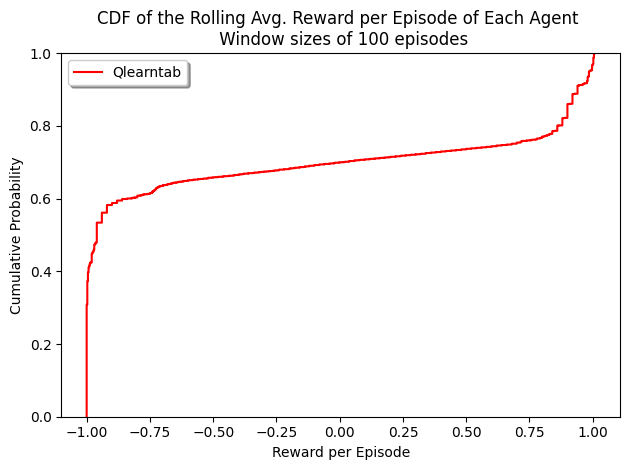 CDF of the Rolling Avg. Reward per Episode of Each Agent
Window sizes of 100 episodes
Qlearntab
Cumulative Probability
1.0
0.8
0.6
0.4
0.2
0.0
−1.00 −0.75 −0.50 −0.25 0.00 0.25 0.50 0.75 1.00
Reward per Episode